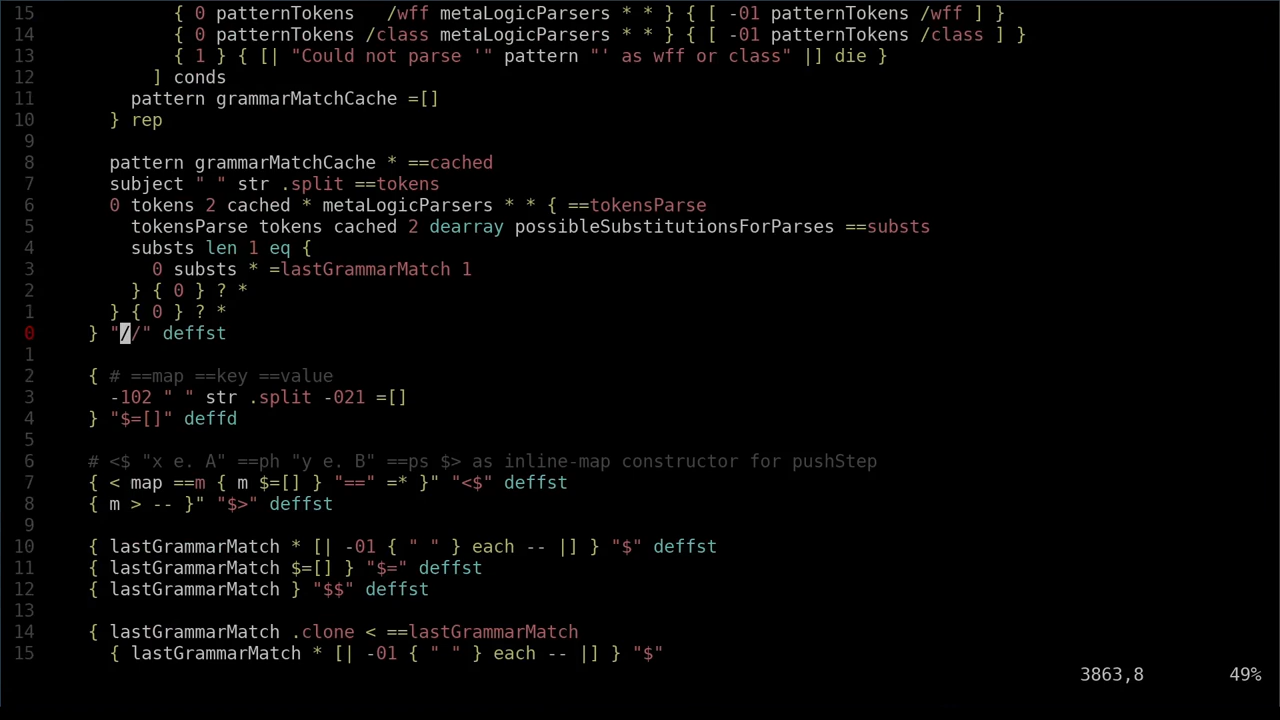 15             { 0 patternTokens   /wff metaLogicParsers * * } { [ -01 patternTokens /wff ] }
14             { 0 patternTokens /class metaLogicParsers * * } { [ -01 patternTokens /class ] }
13             { 1 } { [| "Could not parse '" pattern "' as wff or class" |] die }
12           ] conds
11         pattern grammarMatchCache =[]
10       } rep
9
8       pattern grammarMatchCache * ==cached
7       subject " " str .split ==tokens
6       0 tokens 2 cached * metaLogicParsers * * { ==tokensParse
5         tokensParse tokens cached 2 dearray possibleSubstitutionsForParses ==substs
4         substs len 1 eq {
3           0 substs * =lastGrammarMatch 1
2         } { 0 } ? *
1       } { 0 } ? *
0     } "//" deffst
1
2     { # ==map ==key ==value
3       -102 " " str .split -021 =[]
4     } "$=[]" deffd
5
6     # <$ "x e. A" ==ph "y e. B" ==ps $> as inline-map constructor for pushStep
7     { < map ==m { m $=[] } "==" =* }" "<$" deffst
8     { m > -- }" "$>" deffst
9
10     { lastGrammarMatch * [| -01 { " " } each -- |] } "$" deffst
11     { lastGrammarMatch $=[] } "$=" deffst
12     { lastGrammarMatch } "$$" deffst
13
14     { lastGrammarMatch .clone < ==lastGrammarMatch
15       { lastGrammarMatch * [| -01 { " " } each -- |] } "$"
3863,8        49%